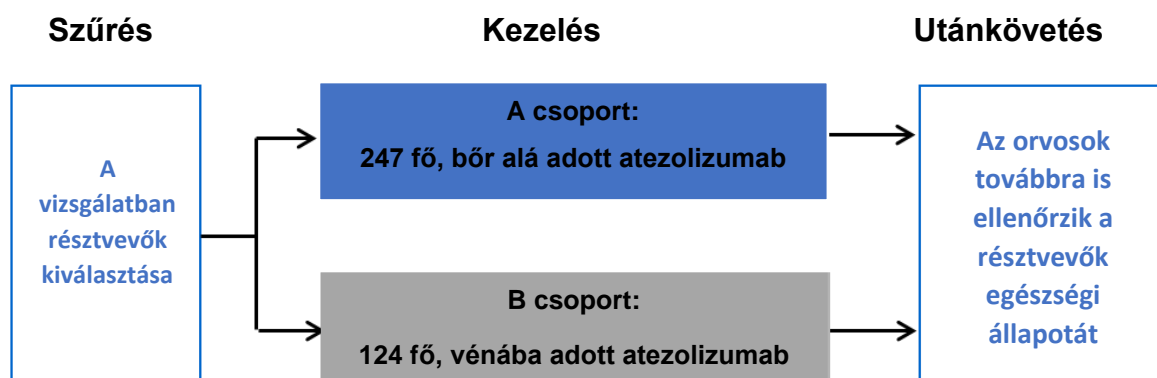 Szűrés
Kezelés
Utánkövetés
A
vizsgálatban
résztvevők
kiválasztása
A csoport:
247 fő, bőr alá adott atezolizumab
B csoport:
124 fő, vénába adott atezolizumab
Az orvosok
továbbra is
ellenőrzik a
résztvevők
egészségi
állapotát